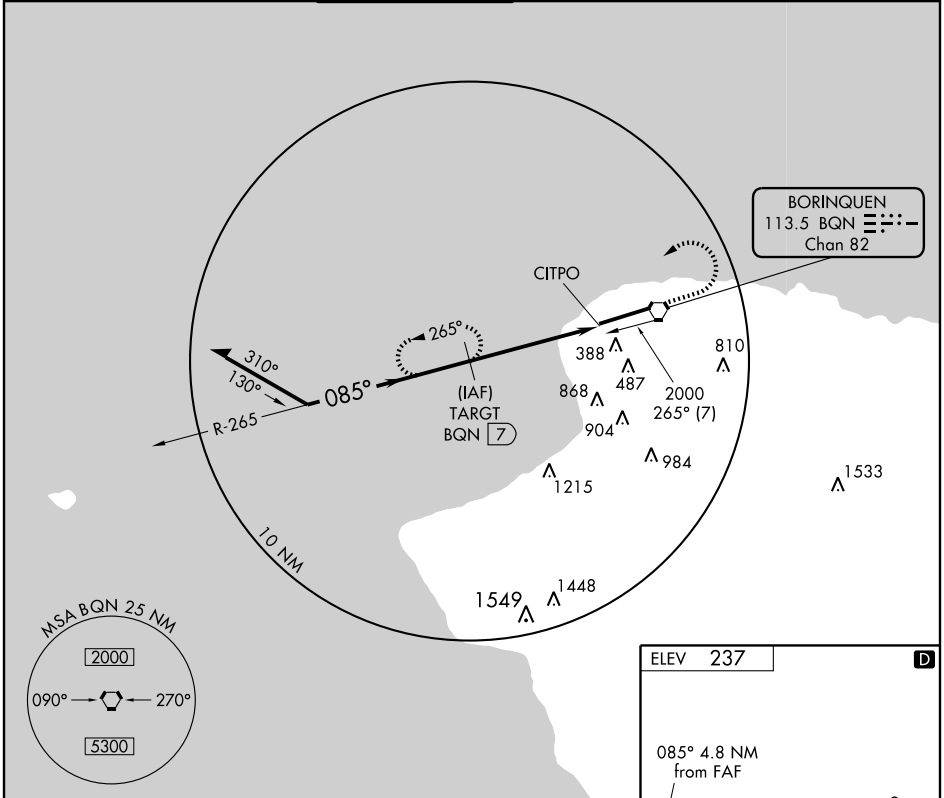 BORINQUEN
113.5 BQN
Chan 82
CITPO
265°
310°
130°
085°
R-265
(IAF)
TARGT
BQN 7
388
487
810
868
904
2000
265° (7)
984
1215
1533
10 NM
1549
1448
MSA BQN 25 NM
2000
090°
270°
5300
ELEV 237
D
085° 4.8 NM
from FAF